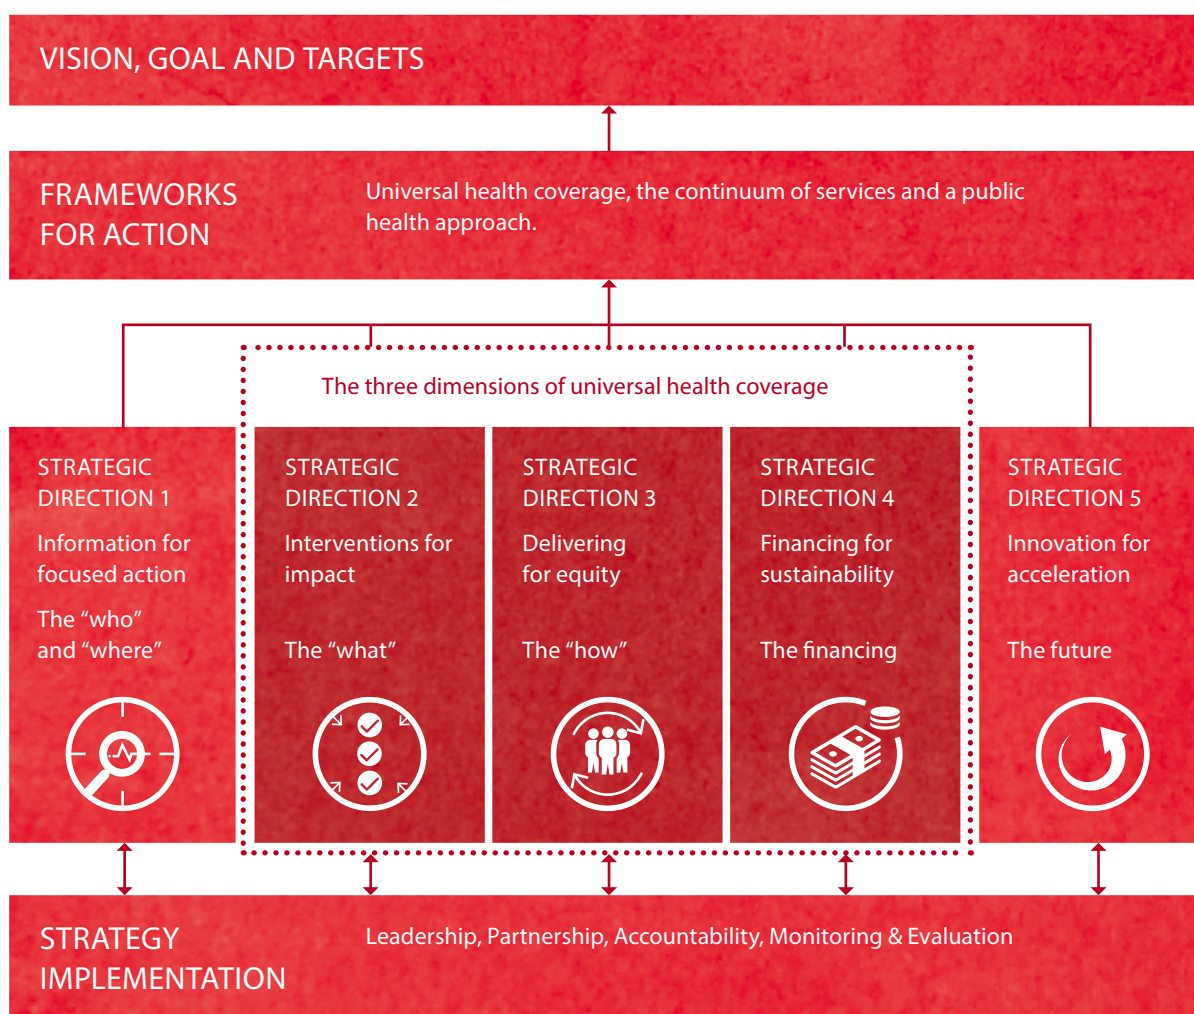 VISION, GOAL AND TARGETS
FRAMEWORKS
FOR ACTION
Universal health coverage, the continuum of services and a public
health approach.
The three dimensions of universal health coverage
STRATEGIC
DIRECTION 1
Information for
focused action
The “who”
and “where”
STRATEGIC
DIRECTION 2
Interventions for
impact
The “what”
STRATEGIC
DIRECTION 3
Delivering
for equity
The “how”
STRATEGIC
DIRECTION 4
Financing for
sustainability
The financing
STRATEGIC
DIRECTION 5
Innovation for
acceleration
The future
STRATEGY
IMPLEMENTATION
Leadership, Partnership, Accountability, Monitoring & Evaluation